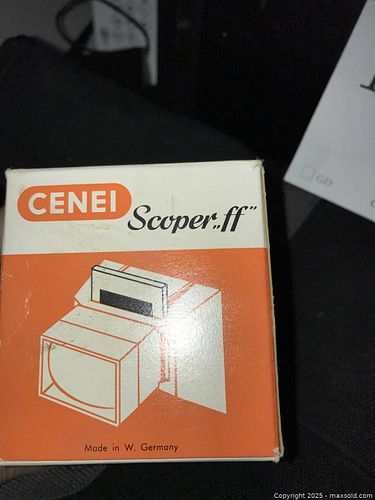 CENEI
Scoper„ff”
Made in W. Germany
Copyright 2025 - maxsold.com